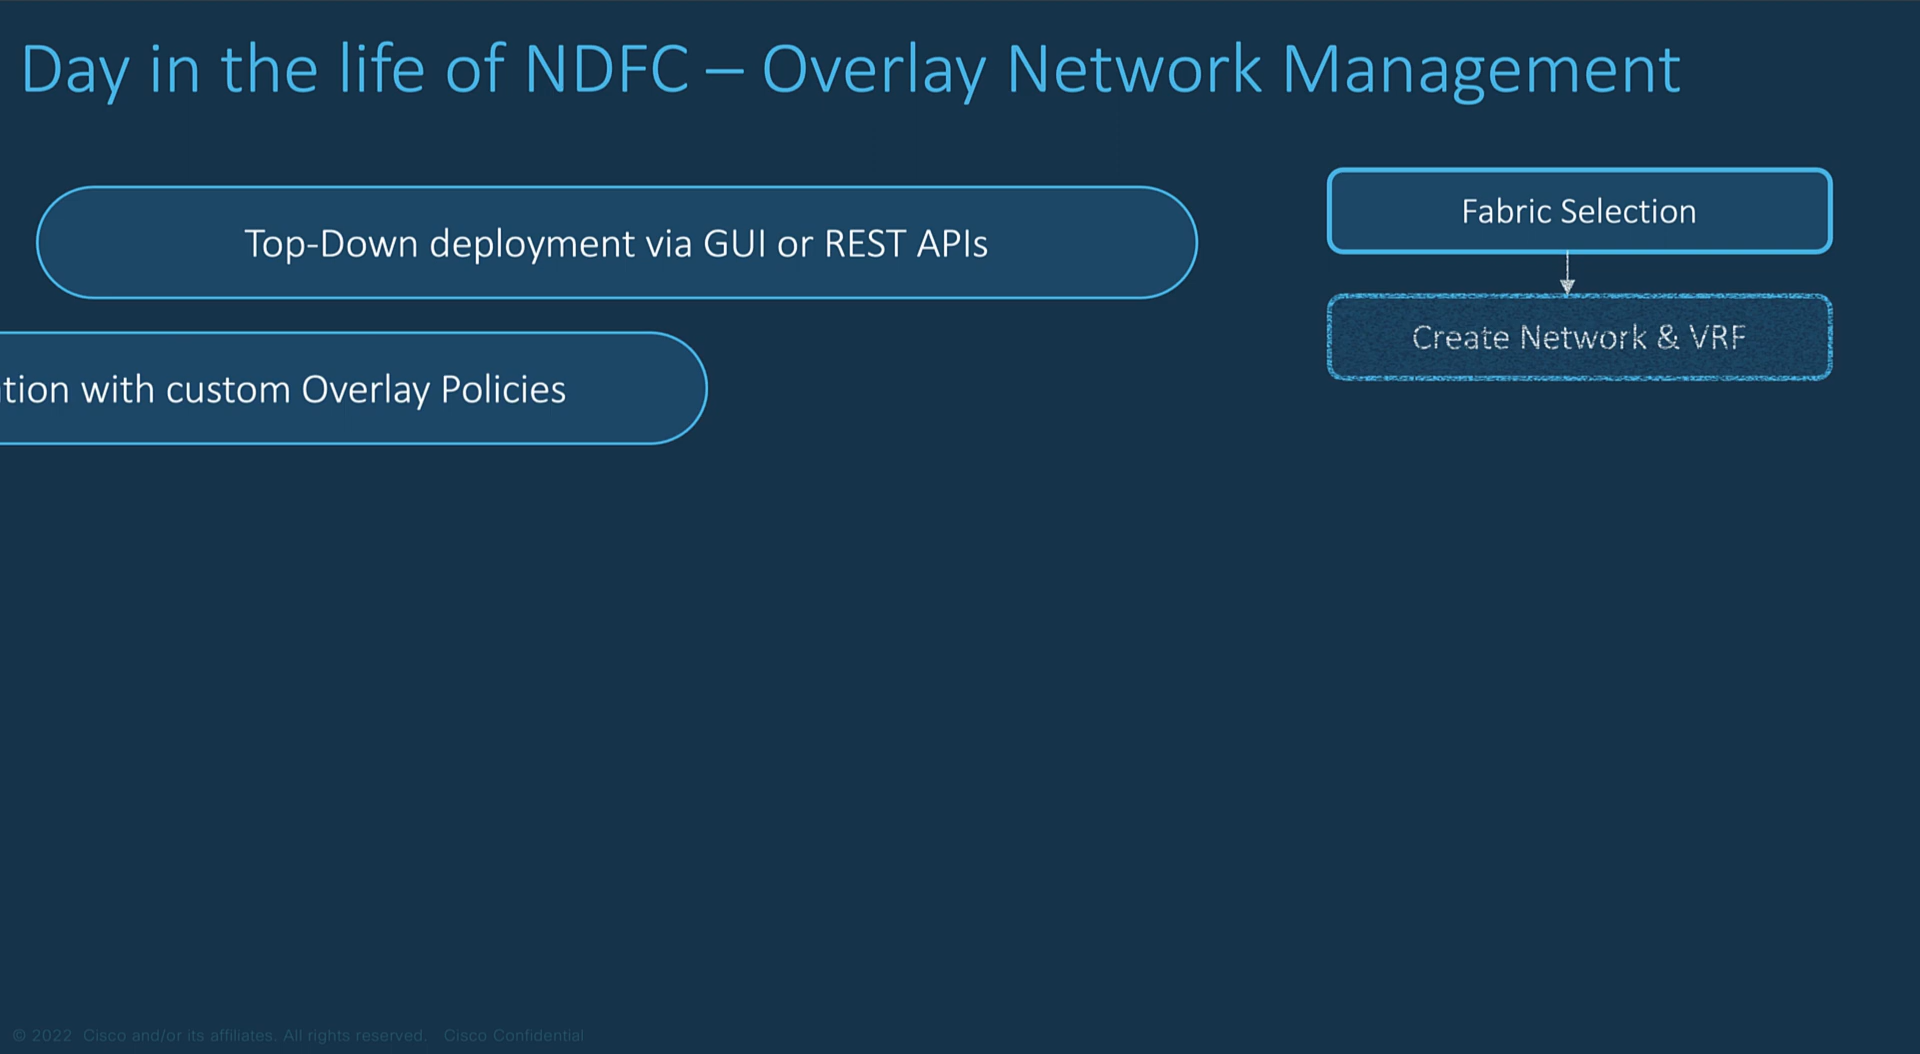 Day in the life of NDFC – Overlay Network Management
Top-Down deployment via GUI or REST APIs
Fabric Selection
Create Network & VRF
with custom Overlay Policies
© 2022 Cisco and/or its affiliates. All rights reserved. Cisco Confidential